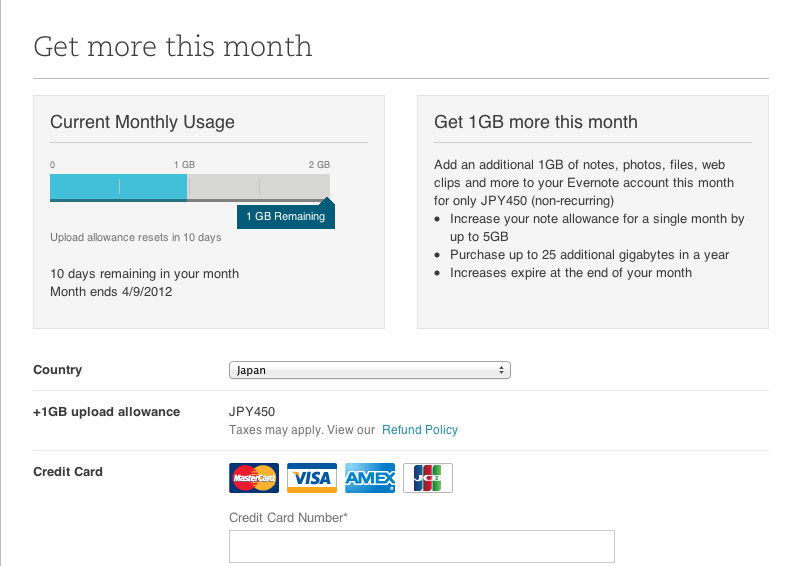 Get more this month
Current Monthly Usage
0 1 GB 2 GB
1 GB Remaining
Upload allowance resets in 10 days
10 days remaining in your month
Month ends 4/9/2012
Get 1GB more this month
Add an additional 1GB of notes, photos, files, web
clips and more to your Evernote account this month
for only JPY450 (non-recurring)
• Increase your note allowance for a single month by
up to 5GB
• Purchase up to 25 additional gigabytes in a year
• Increases expire at the end of your month
Country Japan
+1GB upload allowance JPY450
Taxes may apply. View our Refund Policy
Credit Card MasterCard VISA AMEX JCB
Credit Card Number*